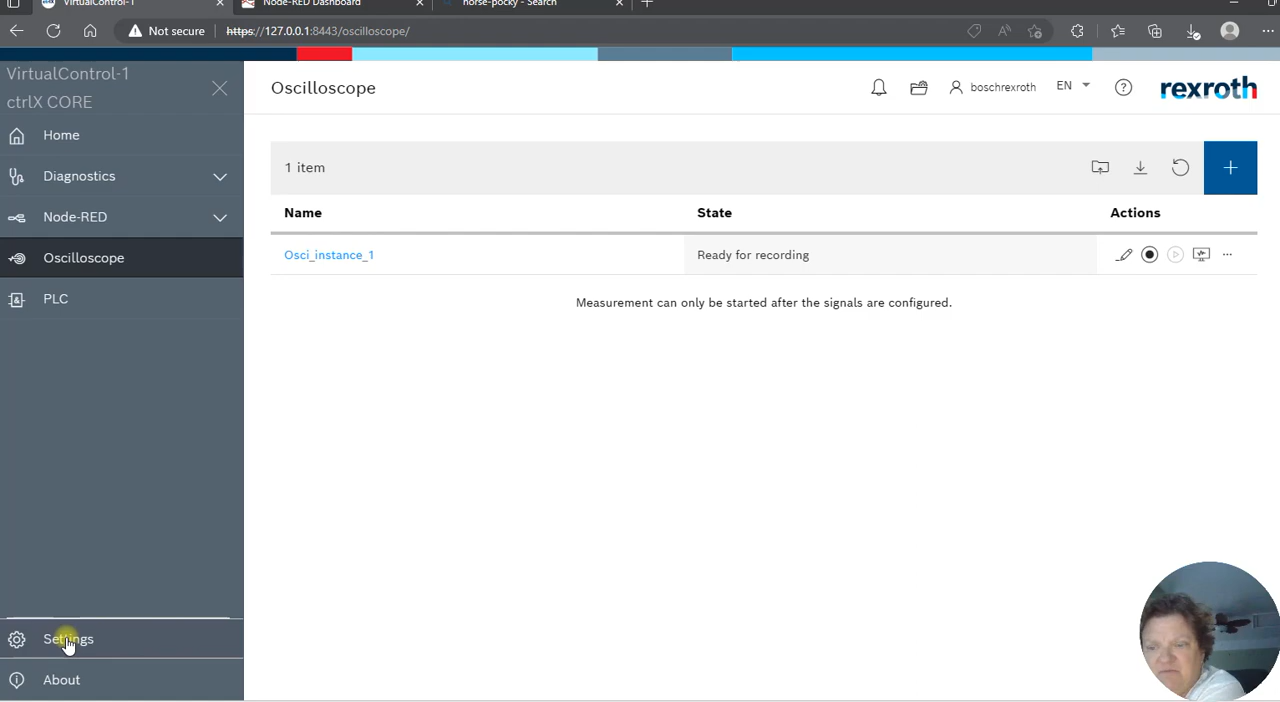 VirtualControl-1
Node-RED Dashboard
horse-pocky - Search
Not secure
https://127.0.0.1:8443/oscilloscope/
VirtualControl-1
ctrlX CORE
Home
Diagnostics
Node-RED
Oscilloscope
PLC
Settings
About
Oscilloscope
boschrexroth
EN
rexroth
1 item
Name
State
Actions
Osci_instance_1
Ready for recording
Measurement can only be started after the signals are configured.